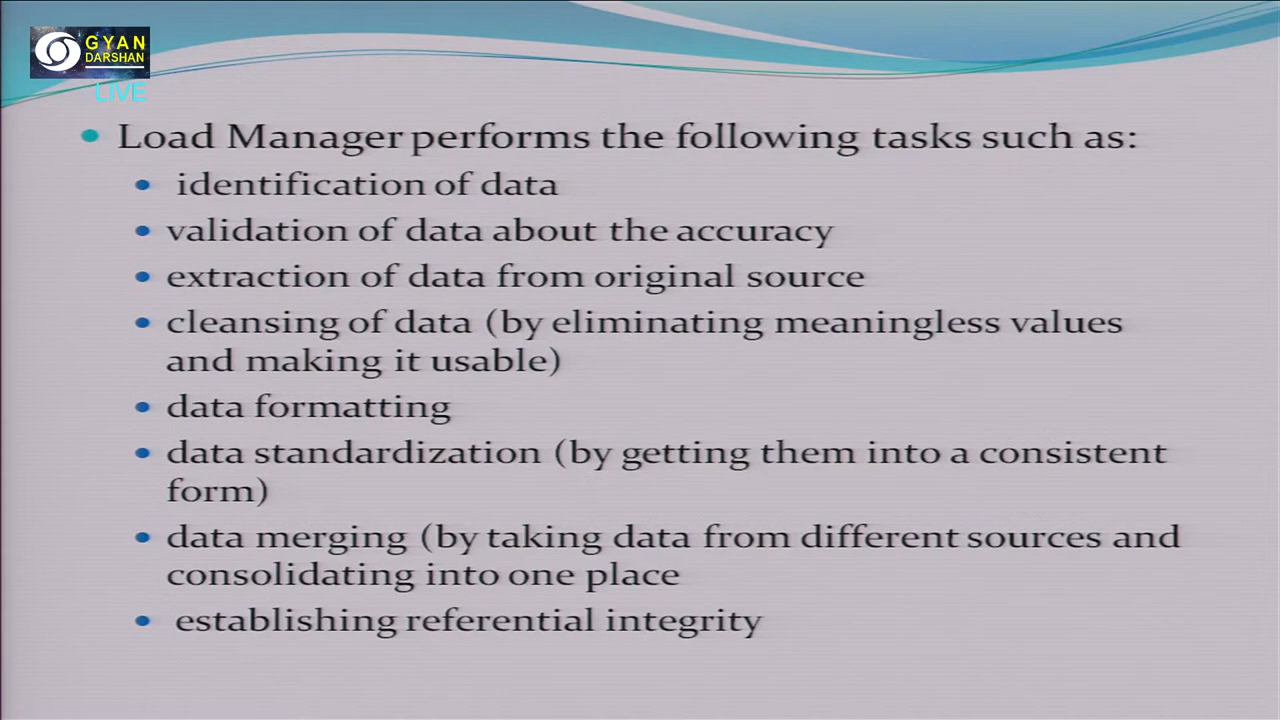 GYAN
DARSHAN
LIVE
• Load Manager performs the following tasks such as:
• identification of data
• validation of data about the accuracy
• extraction of data from original source
• cleansing of data (by eliminating meaningless values
and making it usable)
• data formatting
• data standardization (by getting them into a consistent
form)
• data merging (by taking data from different sources and
consolidating into one place
• establishing referential integrity